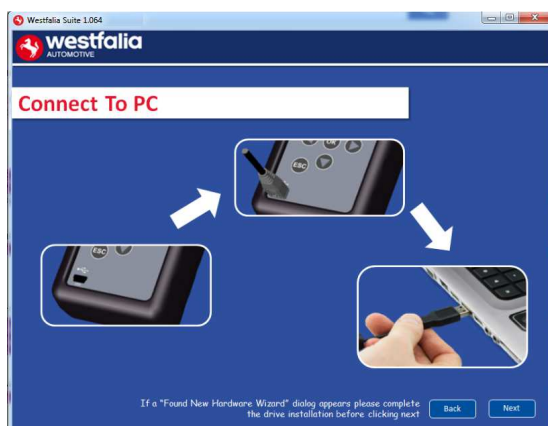 Westfalia Suite 1.064
westfalia
AUTOMOTIVE
Connect To PC
OK
ESC
ESC
If a "Found New Hardware Wizard" dialog appears please complete
the drive installation before clicking next
Back
Next